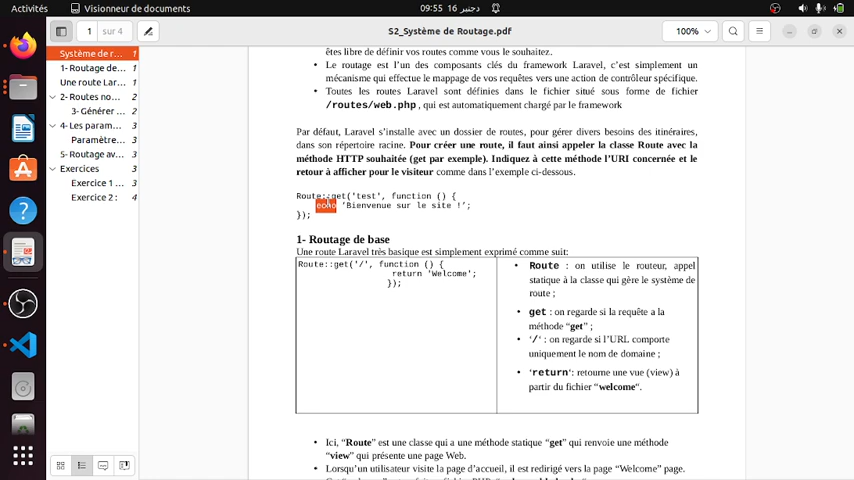 Activités
Visionneur de documents
09:55 16 دجنبر
1 sur 4
S2_Système de Routage.pdf
100%
Système de r... 1
1- Routage de... 1
Une route Lar... 1
2- Routes no... 2
3- Générer ... 2
4- Les param... 3
Paramètre... 3
5- Routage av... 3
Exercices 3
Exercice 1 ... 3
Exercice 2 : 4
êtes libre de définir vos routes comme vous le souhaitez.
• Le routage est l'un des composants clés du framework Laravel, c'est simplement un
mécanisme qui effectue le mappage de vos requêtes vers une action de contrôleur spécifique.
• Toutes les routes Laravel sont définies dans le fichier situé sous forme de fichier
/routes/web.php , qui est automatiquement chargé par le framework
Par défaut, Laravel s'installe avec un dossier de routes, pour gérer divers besoins des itinéraires,
dans son répertoire racine. Pour créer une route, il faut ainsi appeler la classe Route avec la
méthode HTTP souhaitée (get par exemple). Indiquez à cette méthode l'URI concernée et le
retour à afficher pour le visiteur comme dans l'exemple ci-dessous.
Route::get('test', function () {
echo 'Bienvenue sur le site !';
});
1- Routage de base
Une route Laravel très basique est simplement exprimé comme suit:
Route::get('/', function () {
return 'Welcome';
});
• Route : on utilise le routeur, appel
statique à la classe qui gère le système de
route ;
• get : on regarde si la requête a la
méthode "get" ;
• '/' : on regarde si l'URL comporte
uniquement le nom de domaine ;
• 'return': retourne une vue (view) à
partir du fichier "welcome".
• Ici, "Route" est une classe qui a une méthode statique "get" qui renvoie une méthode
"view" qui présente une page Web.
• Lorsqu'un utilisateur visite la page d'accueil, il est redirigé vers la page "Welcome" page.